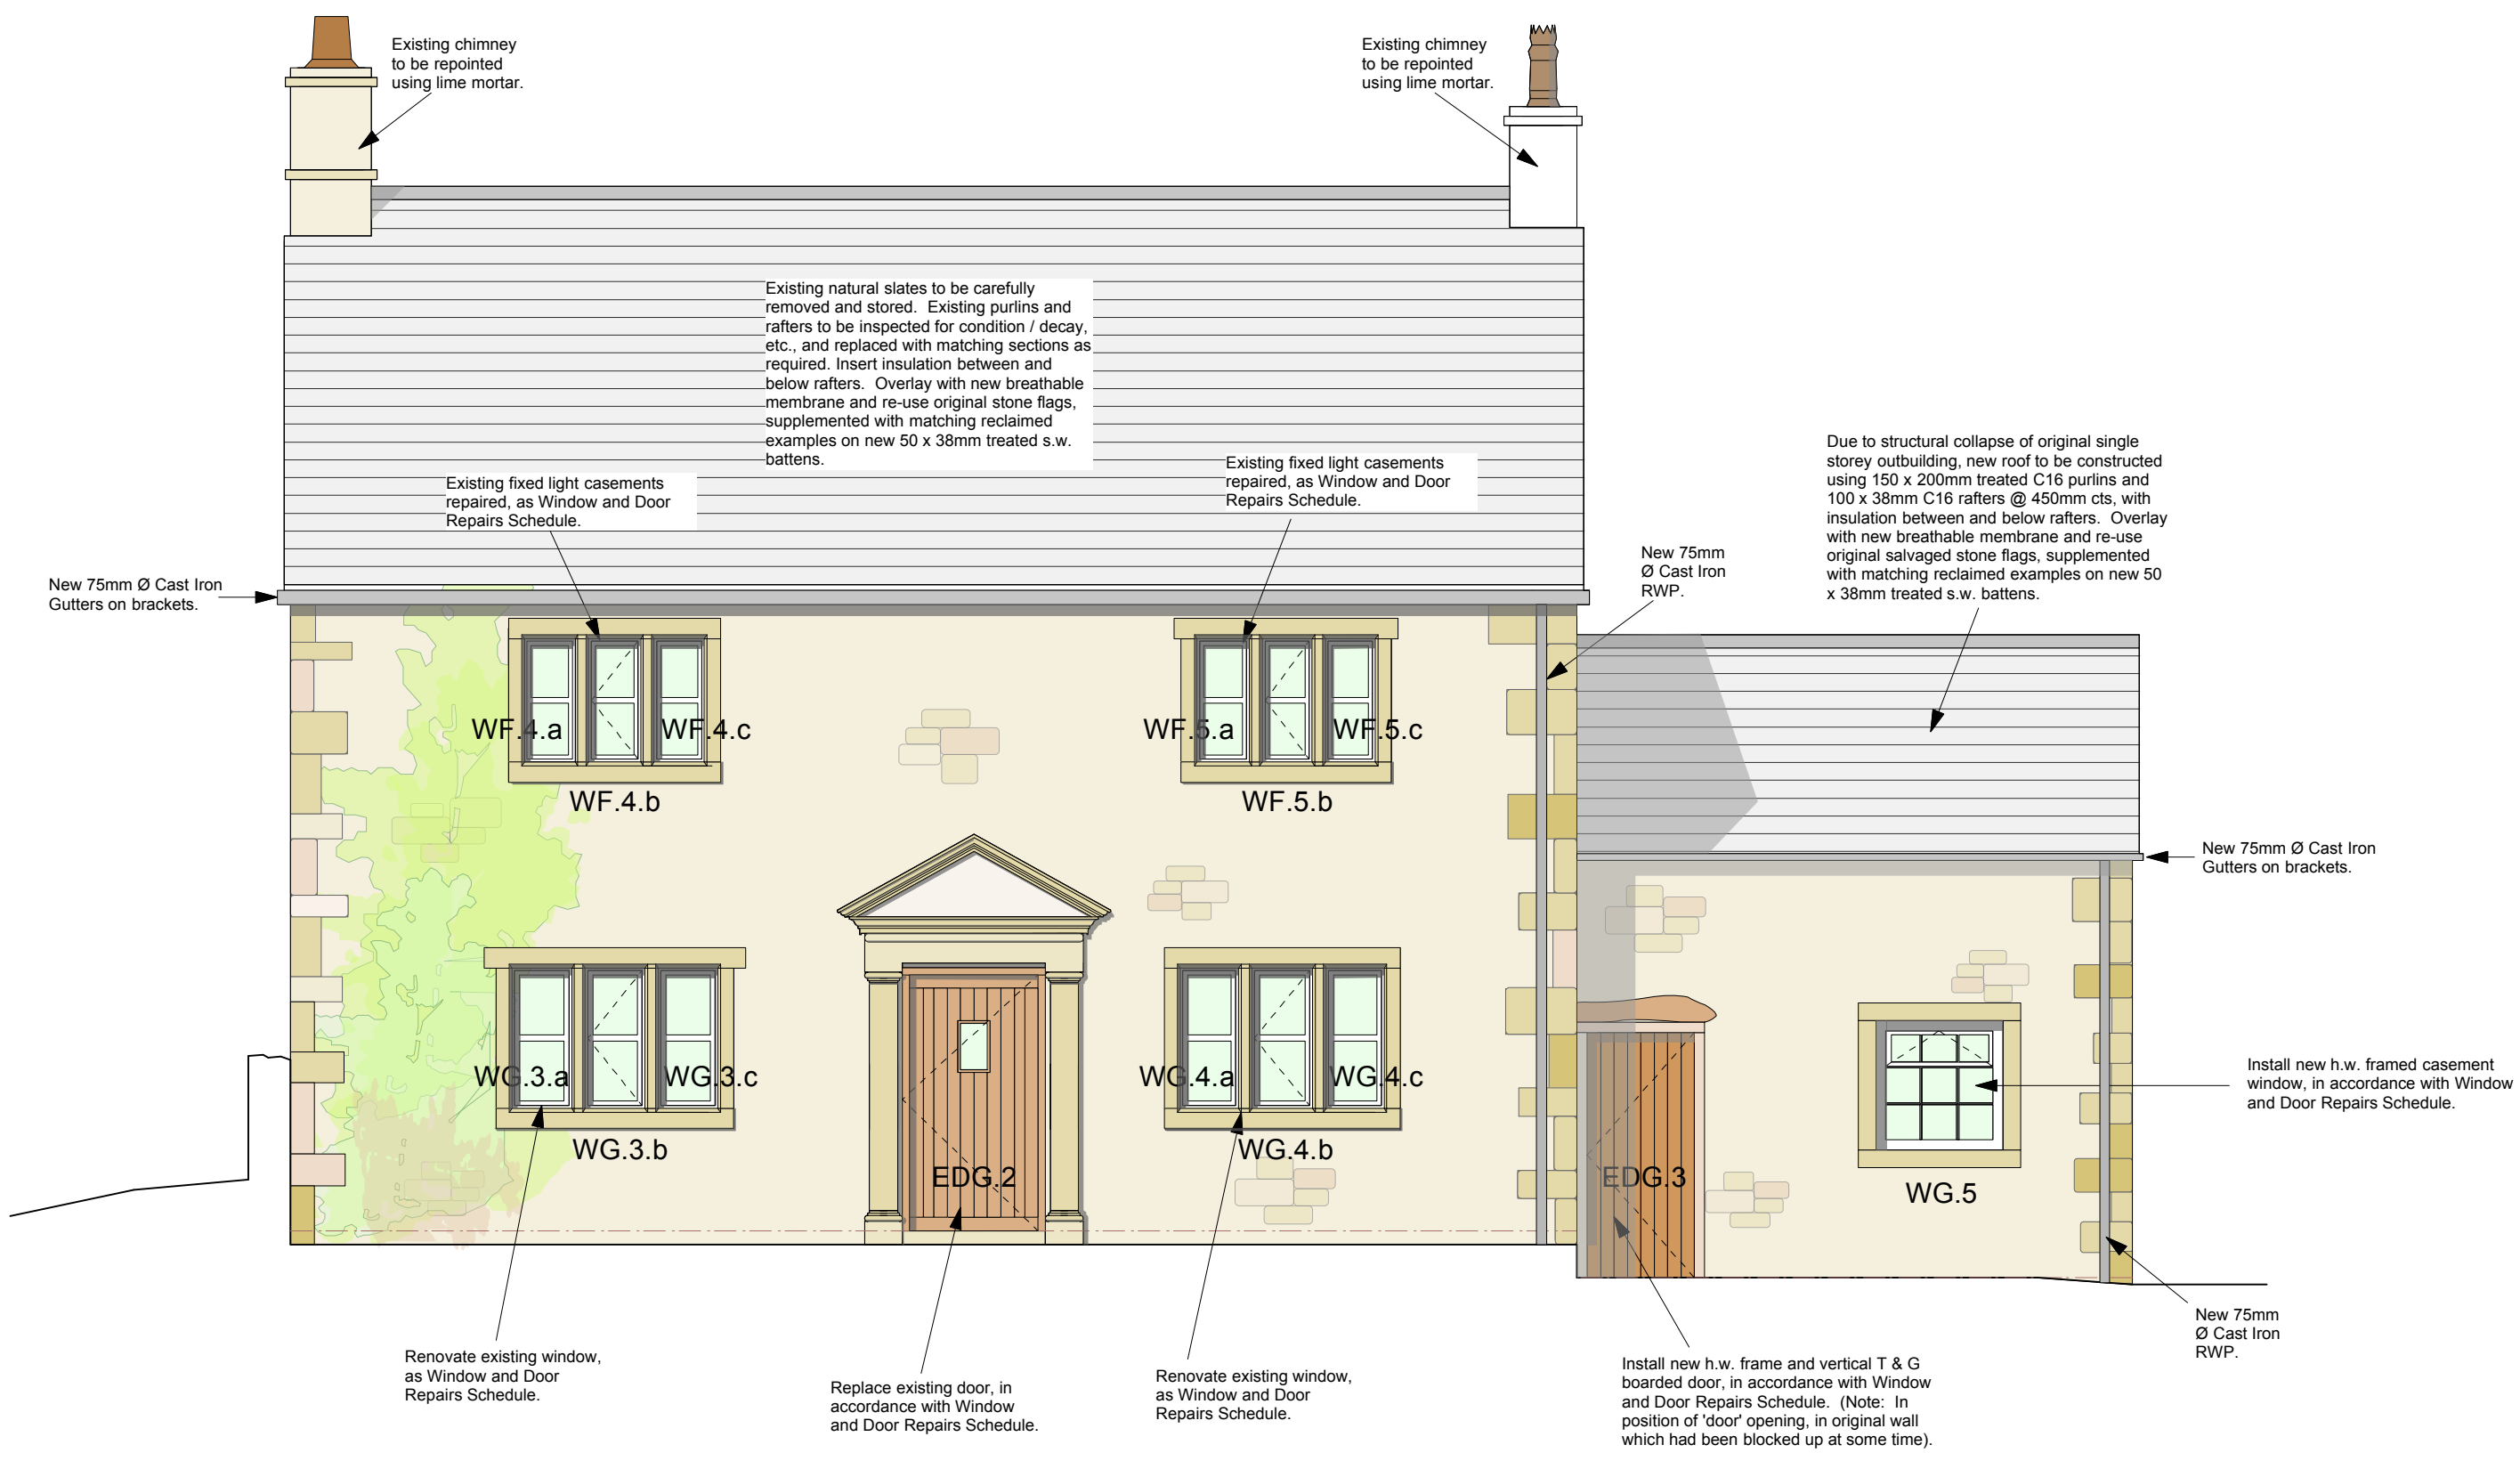 Existing chimney
to be repointed
using lime mortar.
Existing chimney
to be repointed
using lime mortar.
Existing natural slates to be carefully
removed and stored.  Existing purlins and
rafters to be inspected for condition / decay,
etc., and replaced with matching sections as
required. Insert insulation between and
below rafters.  Overlay with new breathable
membrane and re-use original stone flags,
supplemented with matching reclaimed
examples on new 50 x 38mm treated s.w.
battens.
Existing fixed light casements
repaired, as Window and Door
Repairs Schedule.
Existing fixed light casements
repaired, as Window and Door
Repairs Schedule.
Due to structural collapse of original single
storey outbuilding, new roof to be constructed
using 150 x 200mm treated C16 purlins and
100 x 38mm C16 rafters @ 450mm cts, with
insulation between and below rafters.  Overlay
with new breathable membrane and re-use
original salvaged stone flags, supplemented
with matching reclaimed examples on new 50
x 38mm treated s.w. battens.
New 75mm
Ø Cast Iron
RWP.
New 75mm Ø Cast Iron
Gutters on brackets.
WF.4.a
WF.4.c
WF.5.a
WF.5.c
WF.4.b
WF.5.b
New 75mm Ø Cast Iron
Gutters on brackets.
WG.3.a
WG.3.c
WG.4.a
WG.4.c
Install new h.w. framed casement
window, in accordance with Window
and Door Repairs Schedule.
WG.3.b
WG.4.b
EDG.2
EDG.3
WG.5
New 75mm
Ø Cast Iron
RWP.
Renovate existing window,
as Window and Door
Repairs Schedule.
Replace existing door, in
accordance with Window
and Door Repairs Schedule.
Renovate existing window,
as Window and Door
Repairs Schedule.
Install new h.w. frame and vertical T & G
boarded door, in accordance with Window
and Door Repairs Schedule.  (Note:  In
position of 'door' opening, in original wall
which had been blocked up at some time).